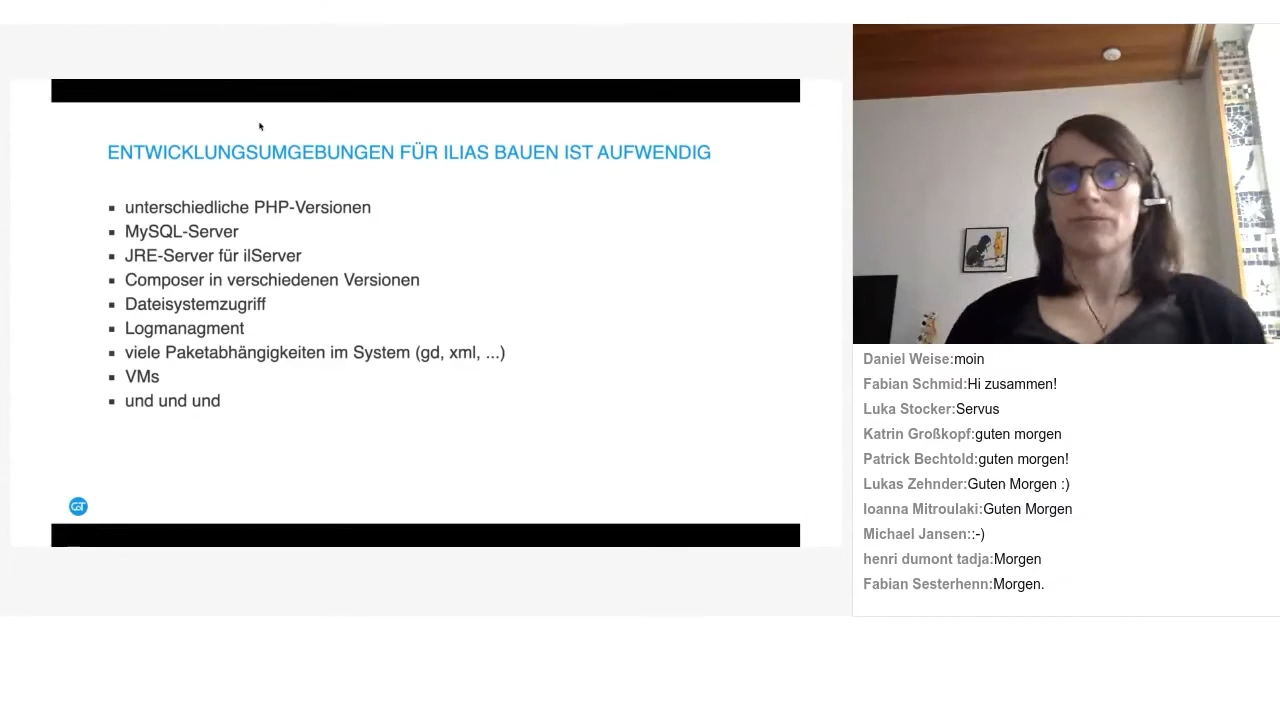 ENTWICKLUNGSUMGEBUNGEN FÜR ILIAS BAUEN IST AUFWENDIG
▪ unterschiedliche PHP-Versionen
▪ MySQL-Server
▪ JRE-Server für ilServer
▪ Composer in verschiedenen Versionen
▪ Dateisystemzugriff
▪ Logmanagment
▪ viele Paketabhängigkeiten im System (gd, xml, ...)
▪ VMs
▪ und und und
Daniel Weise:moin
Fabian Schmid:Hi zusammen!
Luka Stocker:Servus
Katrin Großkopf:guten morgen
Patrick Bechtold:guten morgen!
Lukas Zehnder:Guten Morgen :)
Ioanna Mitroulaki:Guten Morgen
Michael Jansen::-)
henri dumont tadja:Morgen
Fabian Sesterhenn:Morgen.